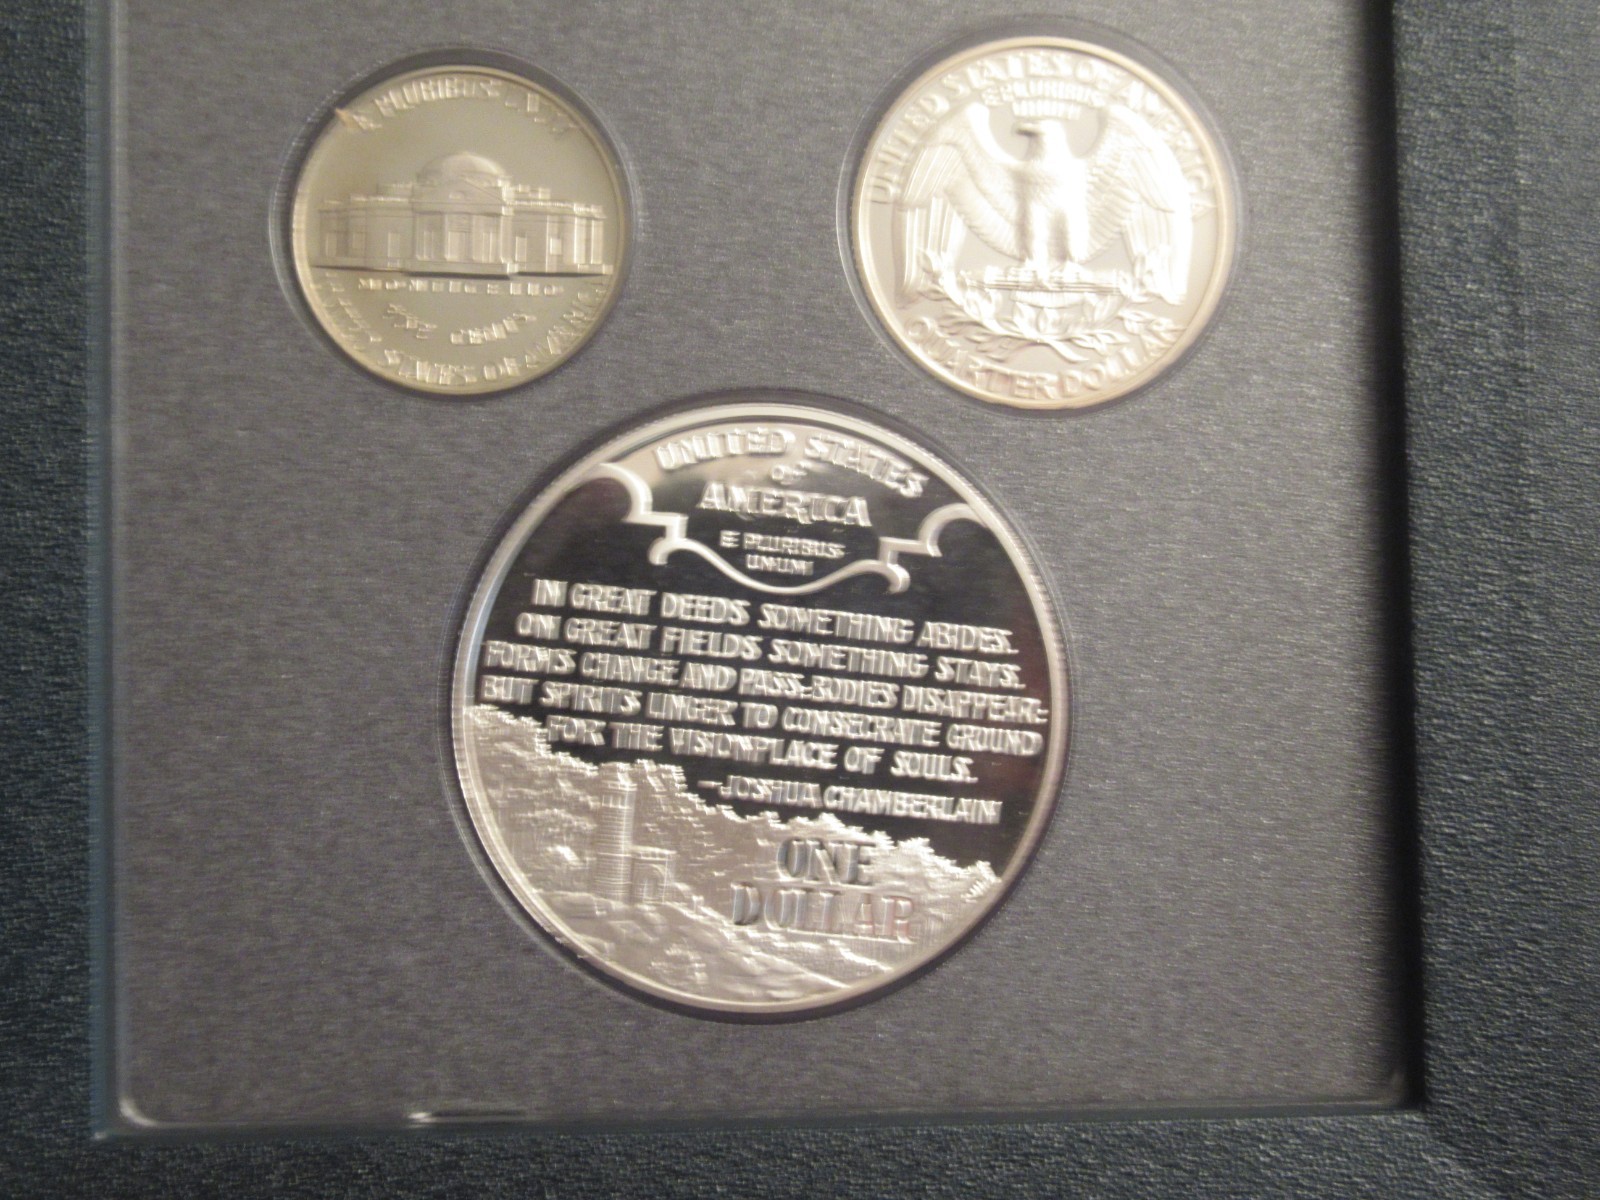 E PLURIBUS UNUM
MONTICELLO
FIVE CENTS
UNITED STATES OF AMERICA
UNITED STATES OF AMERICA
E PLURIBUS
UNUM
QUARTER DOLLAR
UNITED STATES
OF
AMERICA
E PLURIBUS
UNUM
IN GREAT DEEDS SOMETHING ABIDES.
ON GREAT FIELDS SOMETHING STAYS.
FORMS CHANGE AND PASS; BODIES DISAPPEAR;
BUT SPIRITS LINGER TO CONSECRATE GROUND
FOR THE VISION PLACE OF SOULS.
—JOSHUA CHAMBERLAIN
ONE
DOLLAR